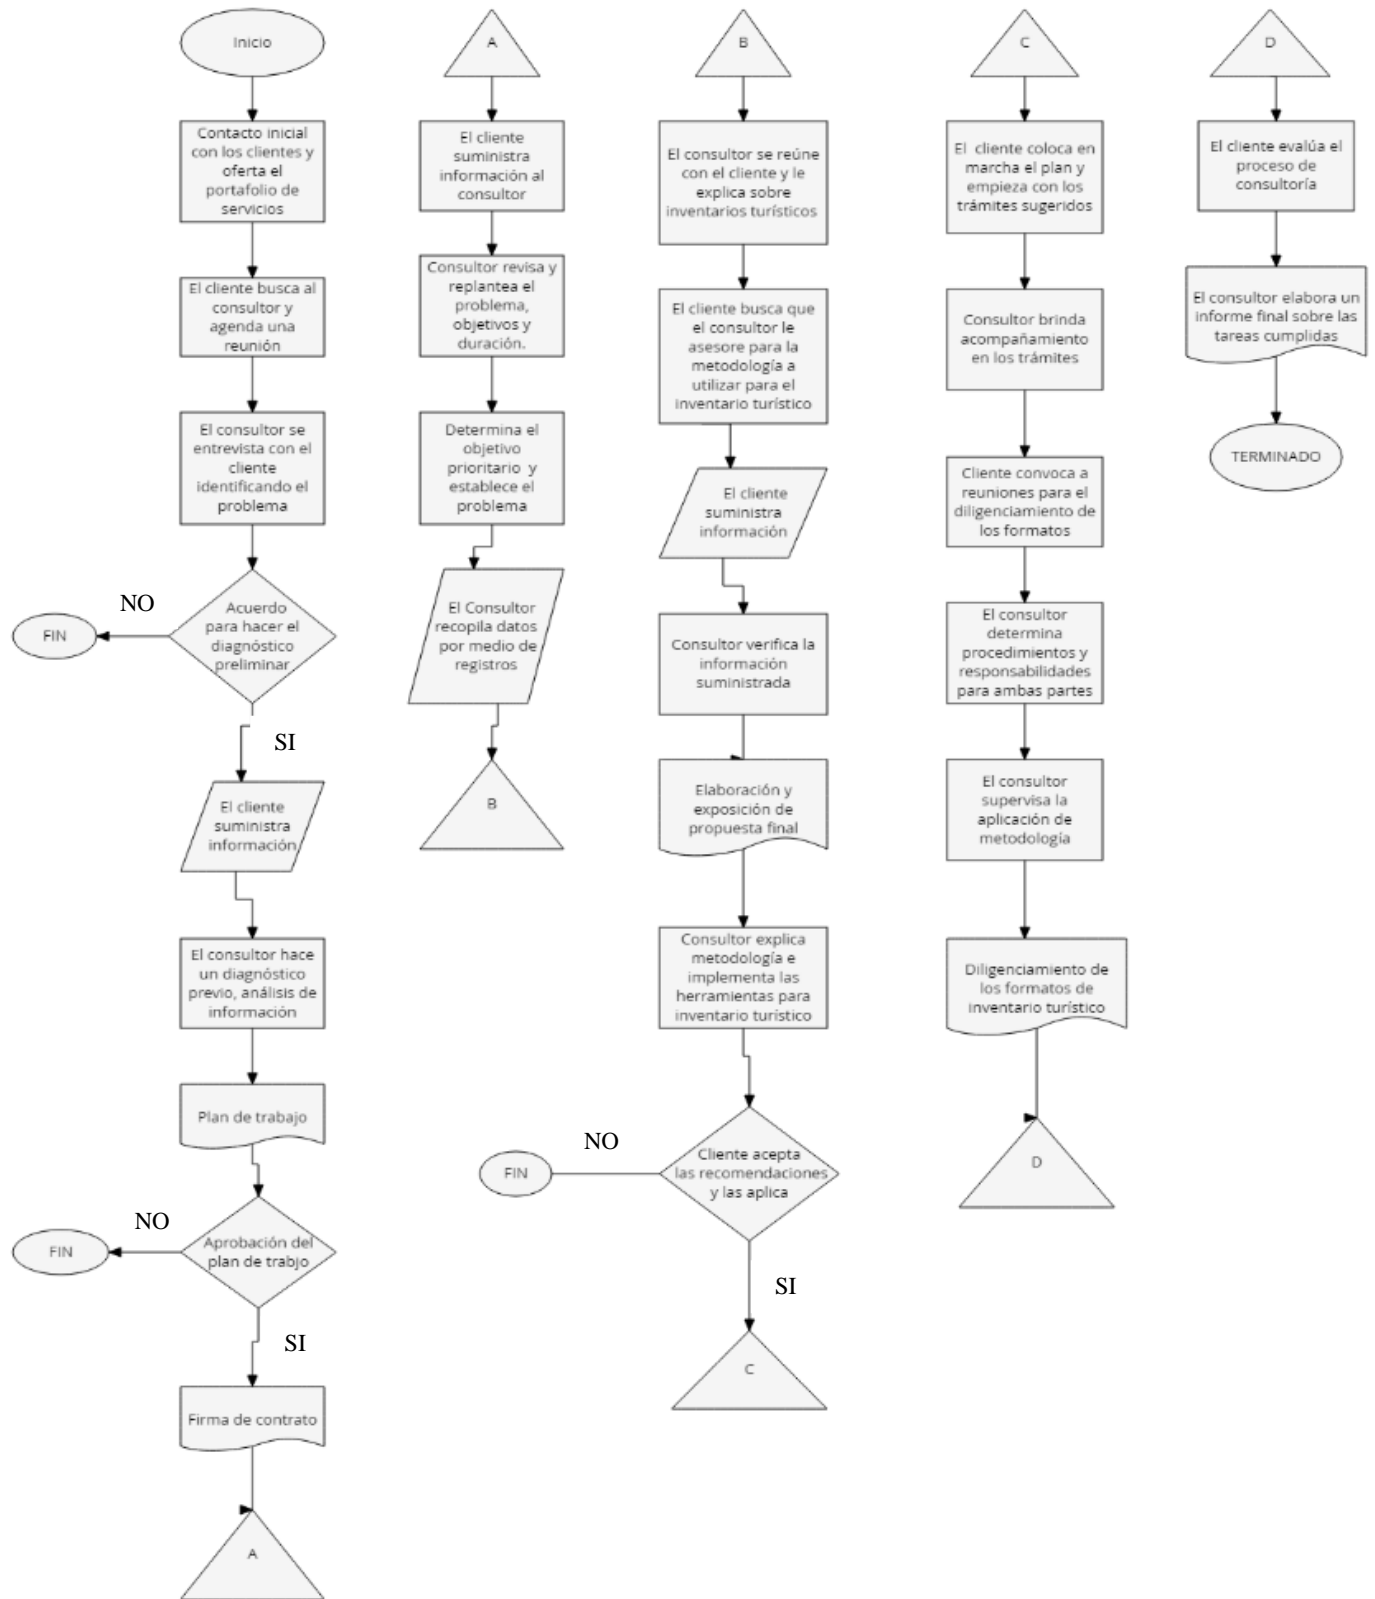 Inicio
Contacto inicial
con los clientes y
oferta el
portafolio de
servicios
El cliente busca al
consultor y
agenda una
reunión
El consultor se
entrevista con el
cliente
identificando el
problema
Acuerdo
para hacer el
diagnóstico
preliminar
NO
FIN
SI
El cliente
suministra
información
El consultor hace
un diagnóstico
previo, análisis de
información
Plan de trabajo
Aprobación del
plan de trabjo
NO
FIN
SI
Firma de contrato
A
A
El cliente
suministra
información al
consultor
Consultor revisa y
replantea el
problema,
objetivos y
duración.
Determina el
objetivo
prioritario y
establece el
problema
El Consultor
recopila datos
por medio de
registros
B
B
El consultor se reúne
con el cliente y le
explica sobre
inventarios turísticos
El cliente busca que
el consultor le
asesore para la
metodología a
utilizar para el
inventario turístico
El cliente
suministra
información
Consultor verifica la
información
suministrada
Elaboración y
exposición de
propuesta final
Consultor explica
metodología e
implementa las
herramientas para
inventario turístico
Cliente acepta
las recomendaciones
y las aplica
NO
FIN
SI
C
C
El cliente coloca en
marcha el plan y
empieza con los
trámites sugeridos
Consultor brinda
acompañamiento
en los trámites
Cliente convoca a
reuniones para el
diligenciamiento de
los formatos
El consultor
determina
procedimientos y
responsabilidades
para ambas partes
El consultor
supervisa la
aplicación de
metodología
Diligenciamiento de
los formatos de
inventario turístico
D
D
El cliente evalúa el
proceso de
consultoría
El consultor elabora un
informe final sobre las
tareas cumplidas
TERMINADO